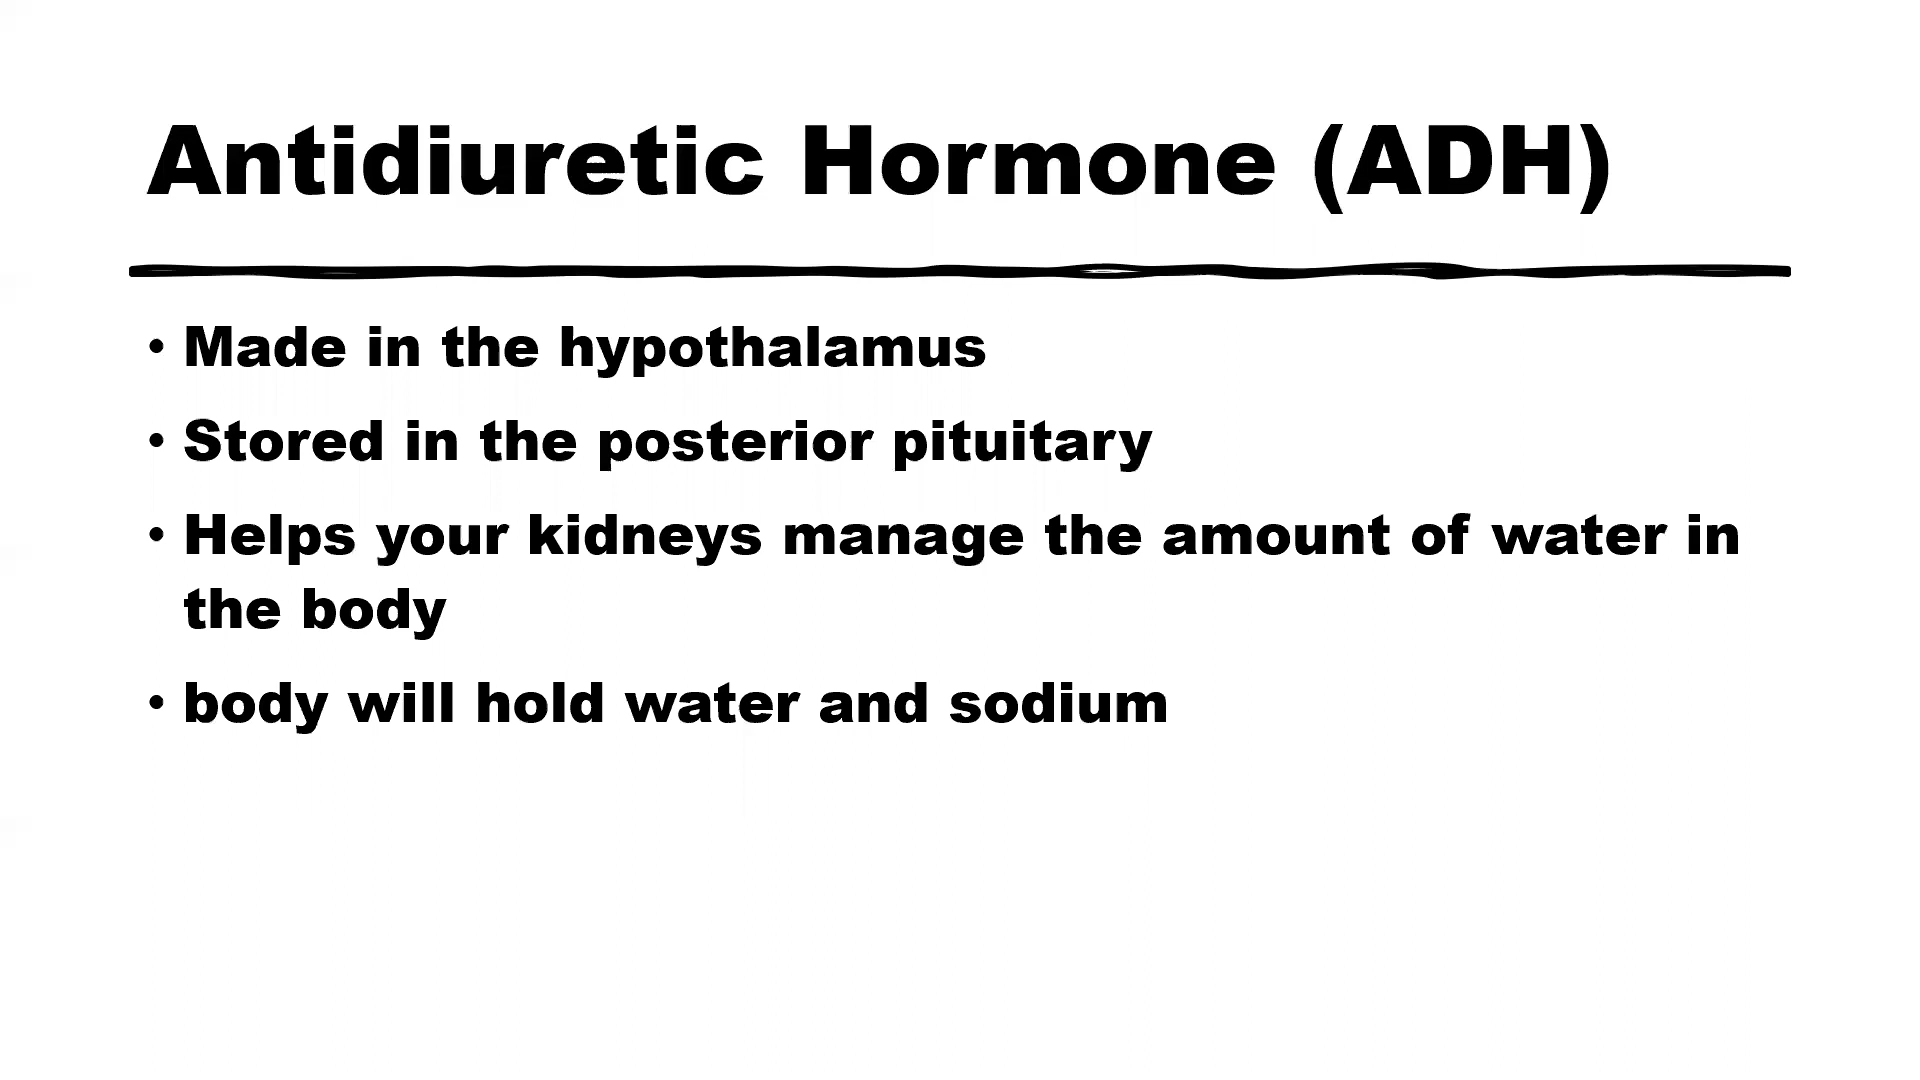 Antidiuretic Hormone (ADH)
• Made in the hypothalamus
• Stored in the posterior pituitary
• Helps your kidneys manage the amount of water in
the body
• body will hold water and sodium